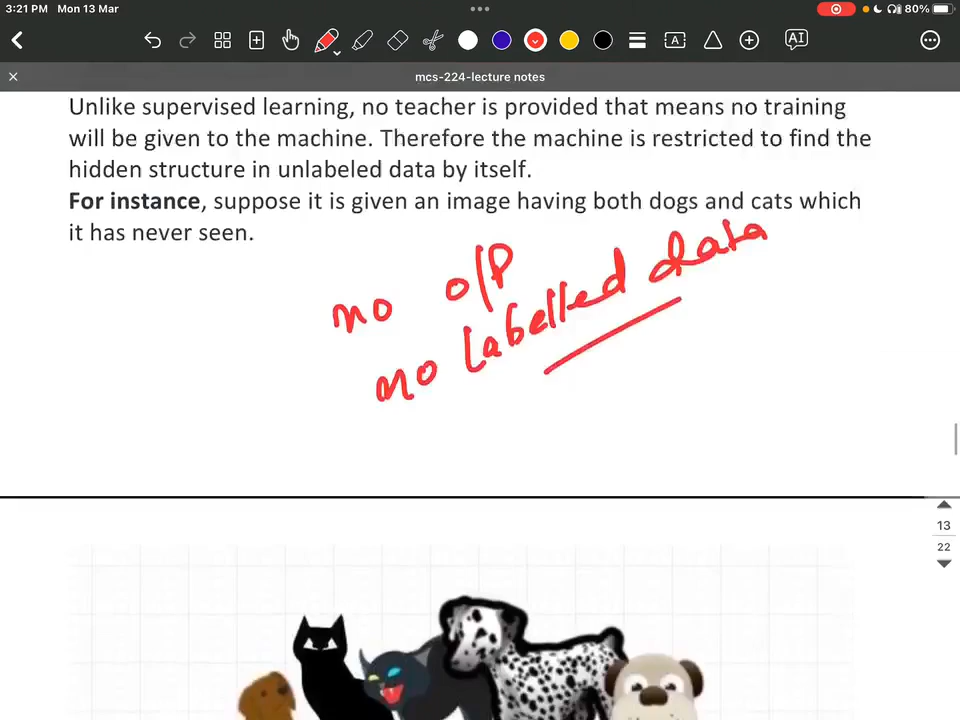 3:21 PM Mon 13 Mar
80%
A
AI
mcs-224-lecture notes
Unlike supervised learning, no teacher is provided that means no training
will be given to the machine. Therefore the machine is restricted to find the
hidden structure in unlabeled data by itself.
For instance, suppose it is given an image having both dogs and cats which
it has never seen.
no o/p
no labelled data
13
22